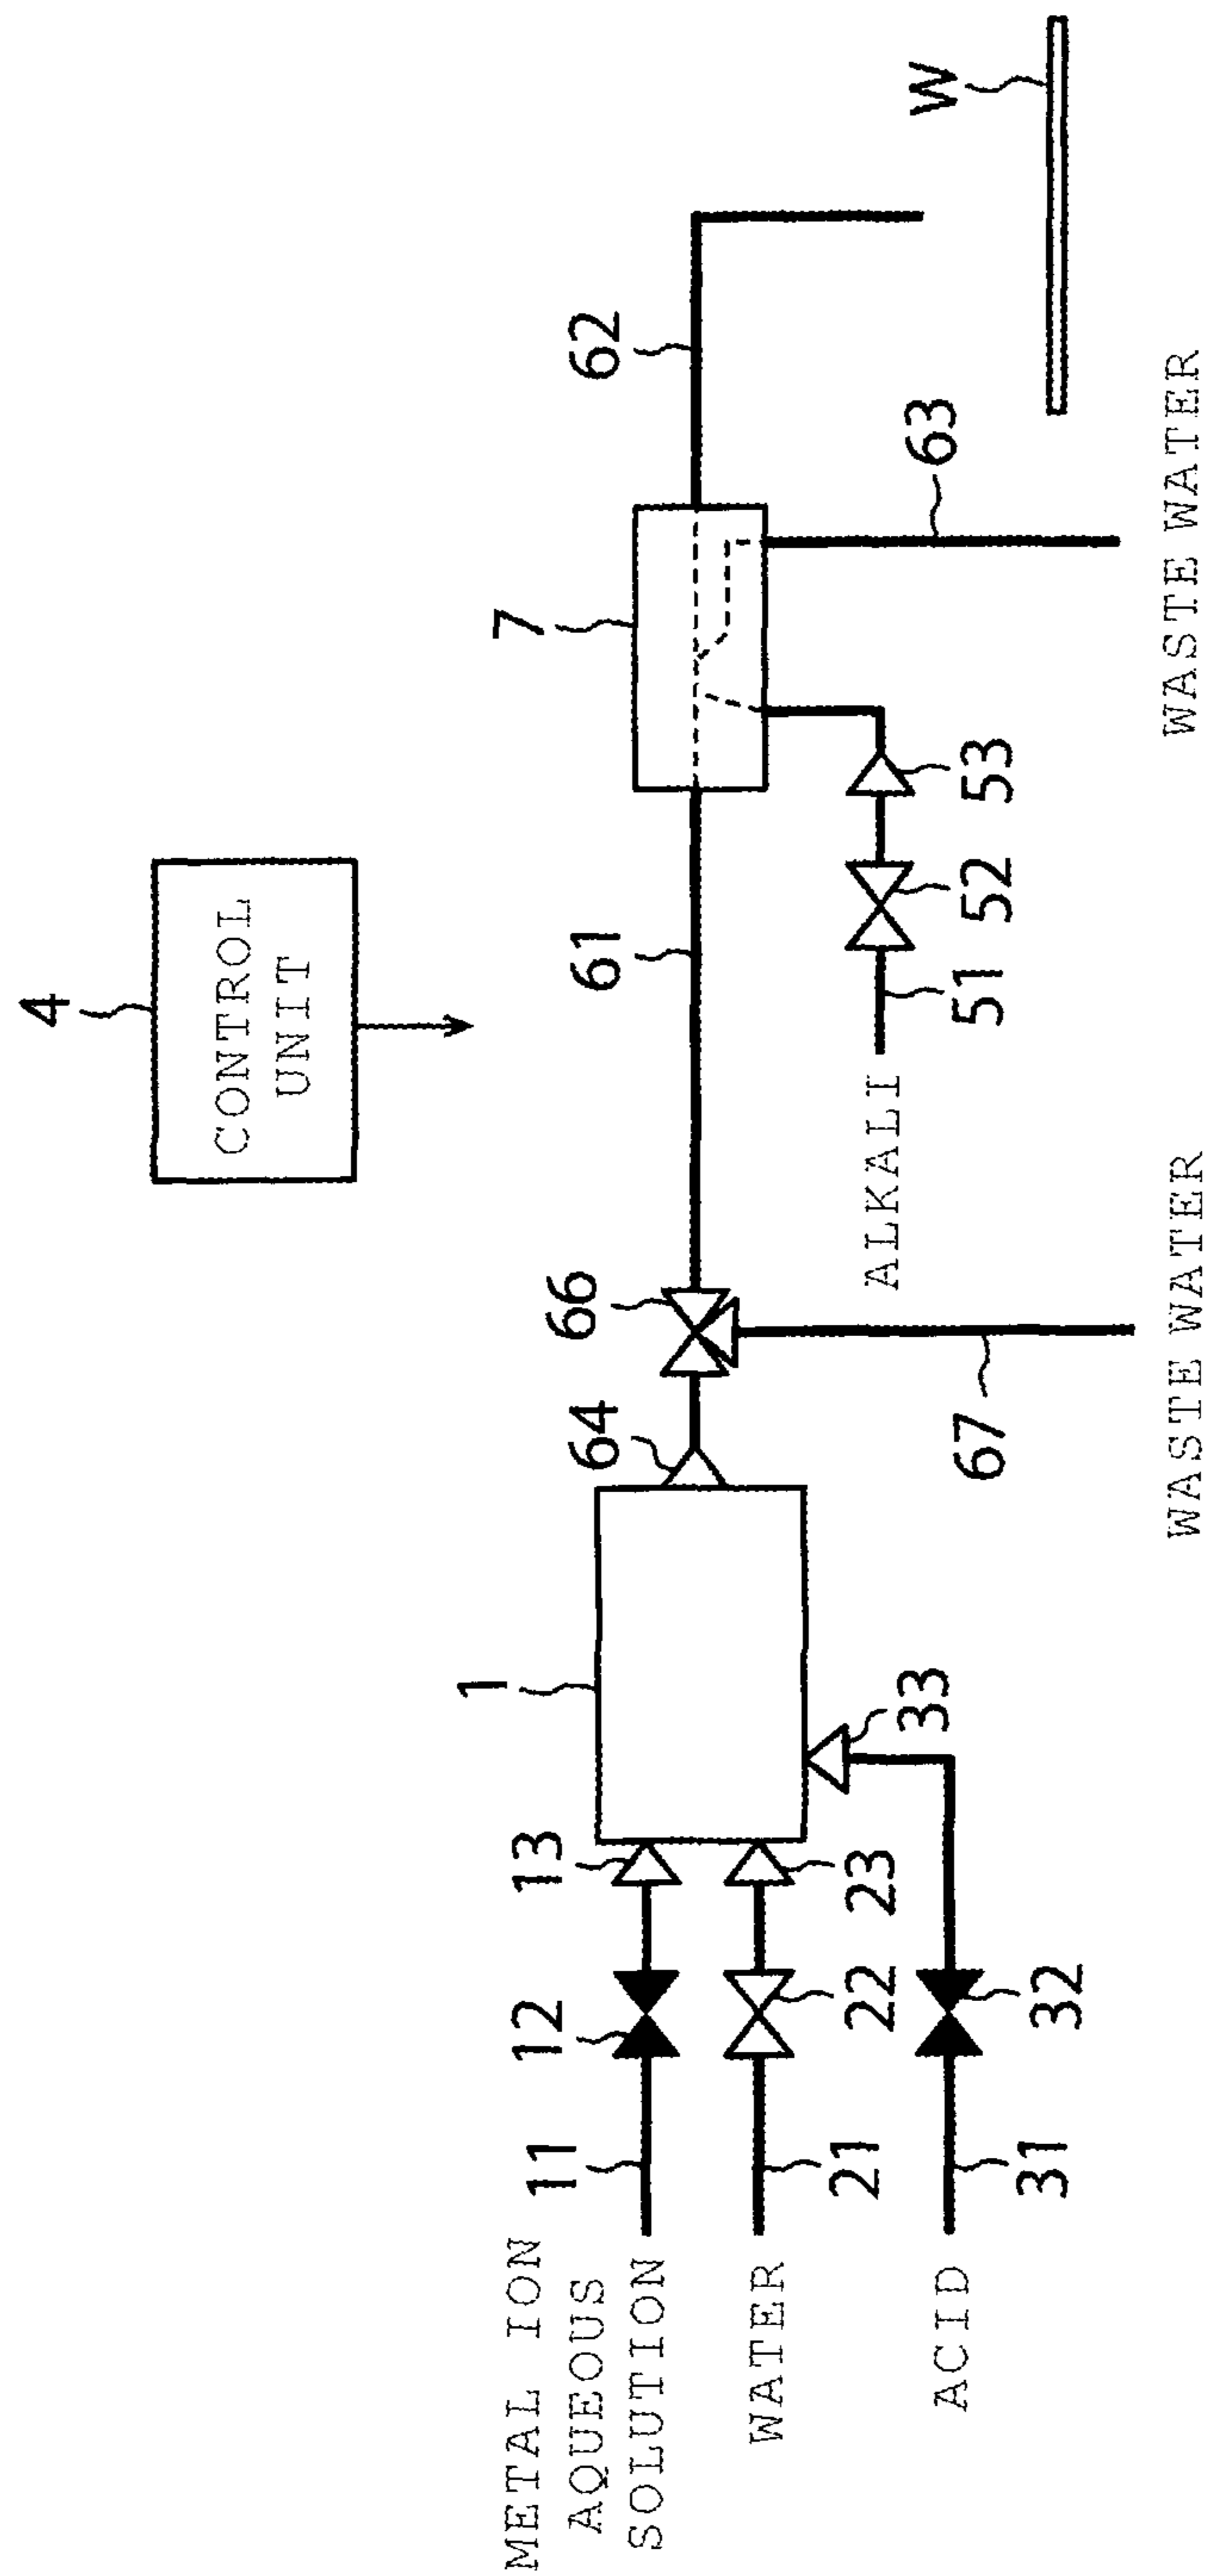 4
CONTROL
UNIT
W
62
7
63
61
66
64
1
53
52
51
ALKALI
67
WASTE WATER
WASTE WATER
33
13
23
12
22
32
11
21
31
METAL ION
AQUEOUS
SOLUTION
WATER
ACID